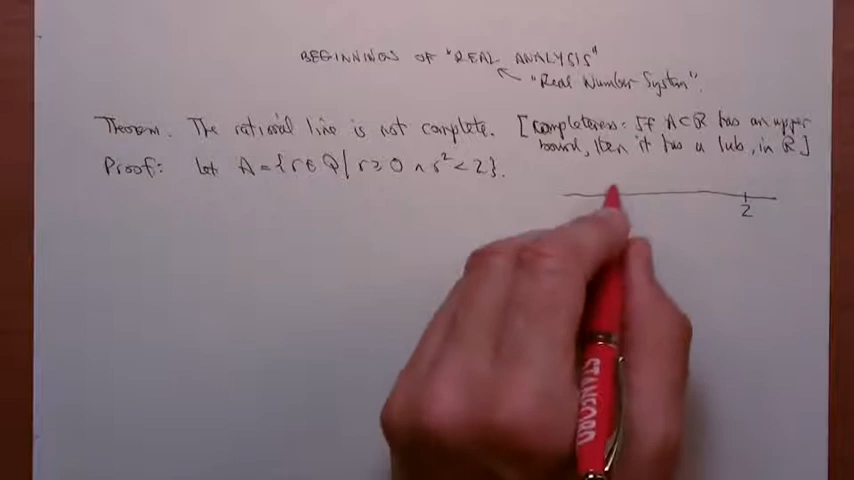 BEGINNINGS OF "REAL ANALYSIS"
"Real Number System".
Theorem. The rational line is not complete. [Completeness: If A⊂ℝ has an upper
bound, then it has a lub, in ℝ]
Proof: Let A = {r∈ℚ | r≥0 ∧ r² < 2}.
2
STANFORD